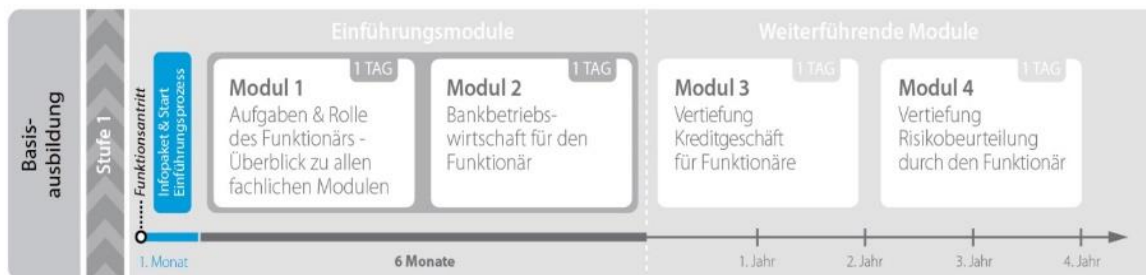 Basis-
ausbildung
Stufe 1
Funktionsantritt
Infopaket & Start
Einführungsprozess
Einführungsmodule
1 TAG
Modul 1
Aufgaben & Rolle
des Funktionärs -
Überblick zu allen
fachlichen Modulen
1 TAG
Modul 2
Bankbetriebs-
wirtschaft für den
Funktionär
Weiterführende Module
1 TAG
Modul 3
Vertiefung
Kreditgeschäft
für Funktionäre
1 TAG
Modul 4
Vertiefung
Risikobeurteilung
durch den Funktionär
1. Monat
6 Monate
1. Jahr
2. Jahr
3. Jahr
4. Jahr